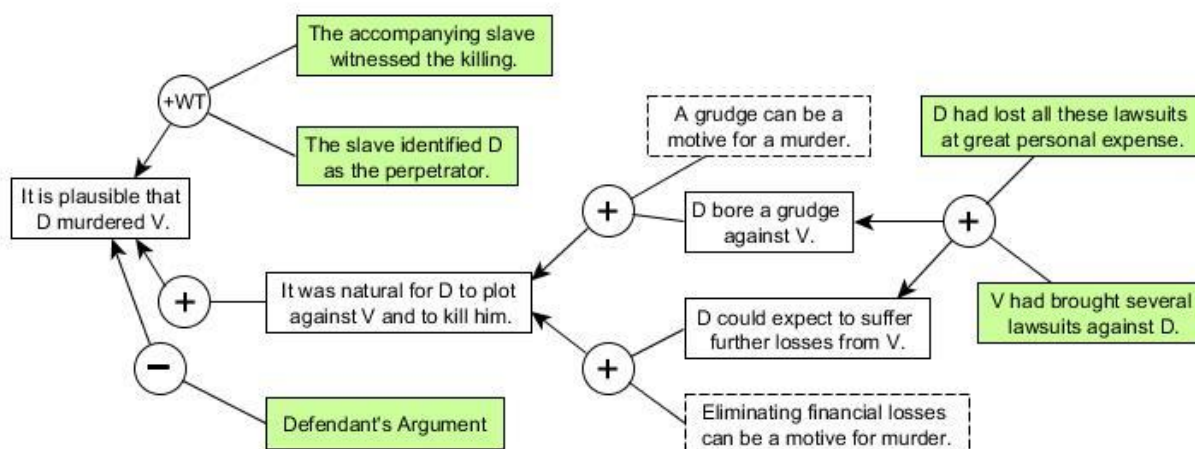 The accompanying slave
witnessed the killing.
+WT
The slave identified D
as the perpetrator.
It is plausible that
D murdered V.
A grudge can be a
motive for a murder.
D had lost all these lawsuits
at great personal expense.
+
D bore a grudge
against V.
+
+
It was natural for D to plot
against V and to kill him.
V had brought several
lawsuits against D.
D could expect to suffer
further losses from V.
−
+
Defendant's Argument
Eliminating financial losses
can be a motive for murder.